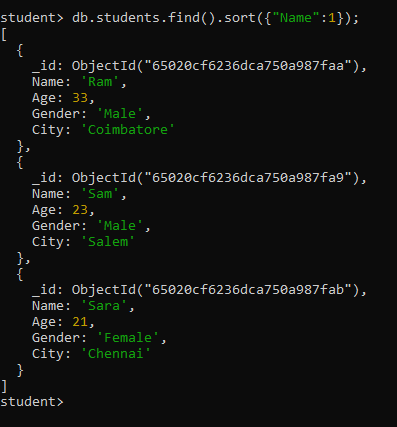 student> db.students.find().sort({"Name":1});
[
  {
    _id: ObjectId("65020cf6236dca750a987faa"),
    Name: 'Ram',
    Age: 33,
    Gender: 'Male',
    City: 'Coimbatore'
  },
  {
    _id: ObjectId("65020cf6236dca750a987fa9"),
    Name: 'Sam',
    Age: 23,
    Gender: 'Male',
    City: 'Salem'
  },
  {
    _id: ObjectId("65020cf6236dca750a987fab"),
    Name: 'Sara',
    Age: 21,
    Gender: 'Female',
    City: 'Chennai'
  }
]
student>